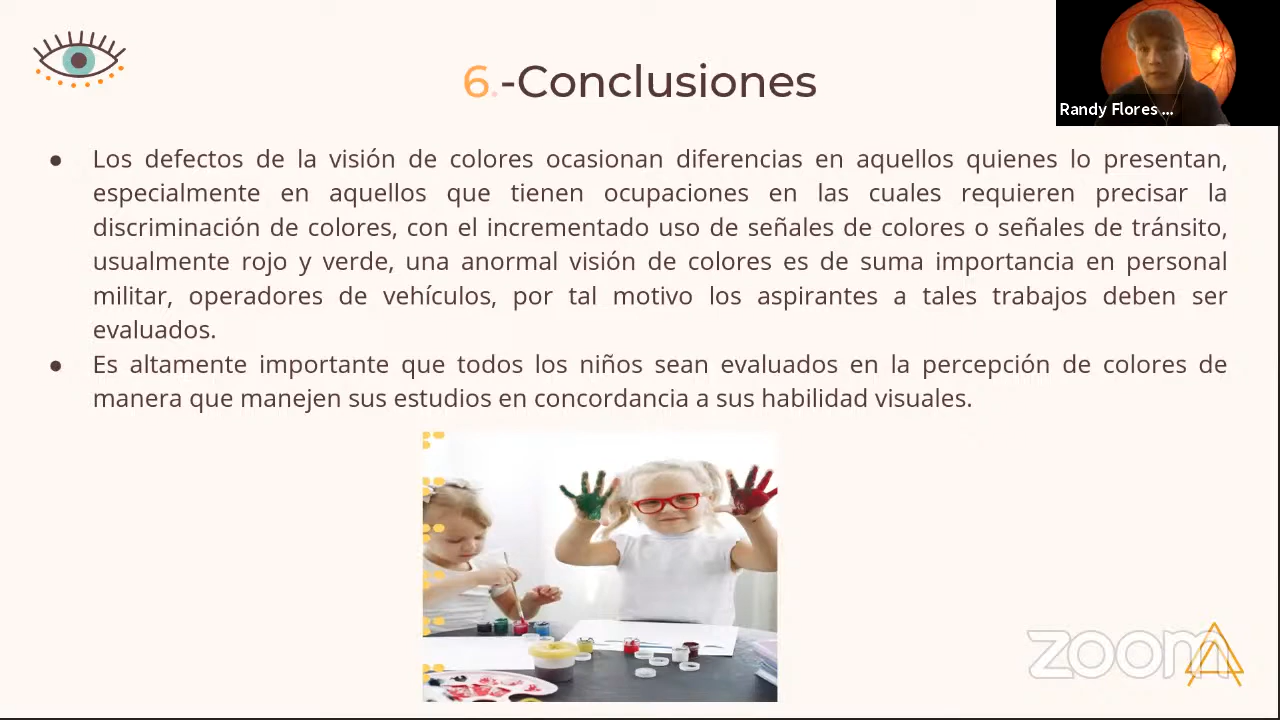 6.-Conclusiones
Randy Flores ...
● Los defectos de la visión de colores ocasionan diferencias en aquellos quienes lo presentan,
especialmente en aquellos que tienen ocupaciones en las cuales requieren precisar la
discriminación de colores, con el incrementado uso de señales de colores o señales de tránsito,
usualmente rojo y verde, una anormal visión de colores es de suma importancia en personal
militar, operadores de vehículos, por tal motivo los aspirantes a tales trabajos deben ser
evaluados.
● Es altamente importante que todos los niños sean evaluados en la percepción de colores de
manera que manejen sus estudios en concordancia a sus habilidad visuales.
zoom